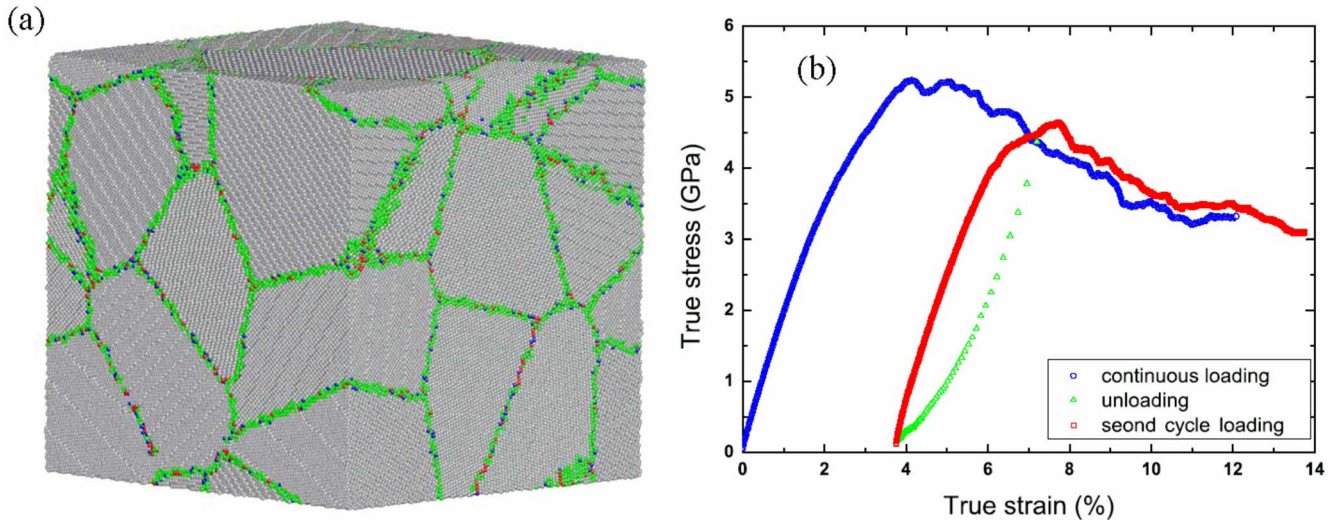 (a)
(b)
True stress (GPa)
6
5
4
3
2
1
0
continuous loading
unloading
seond cycle loading
0 2 4 6 8 10 12 14
True strain (%)